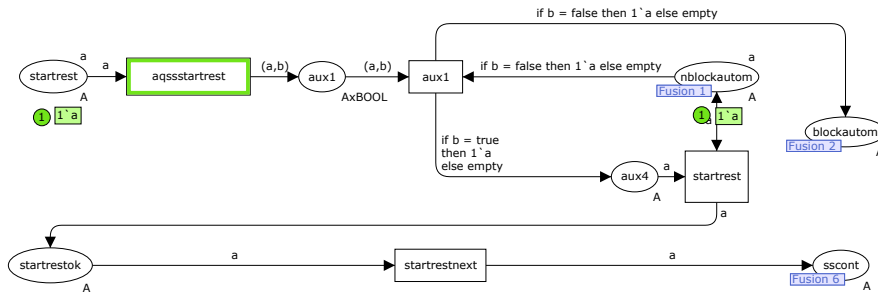 if b = false then 1`a else empty
a
startrest
a
aqssstartrest
(a,b)
aux1
(a,b)
aux1
if b = false then 1`a else empty
a
nblockautom
A
AxBOOL
Fusion 1
A
1
1`a
1
a
1`a
blockautom
Fusion 2
A
if b = true
then 1`a
else empty
aux4
a
startrest
A
a
startrestok
a
startrestnext
a
sscont
Fusion 6
A
A